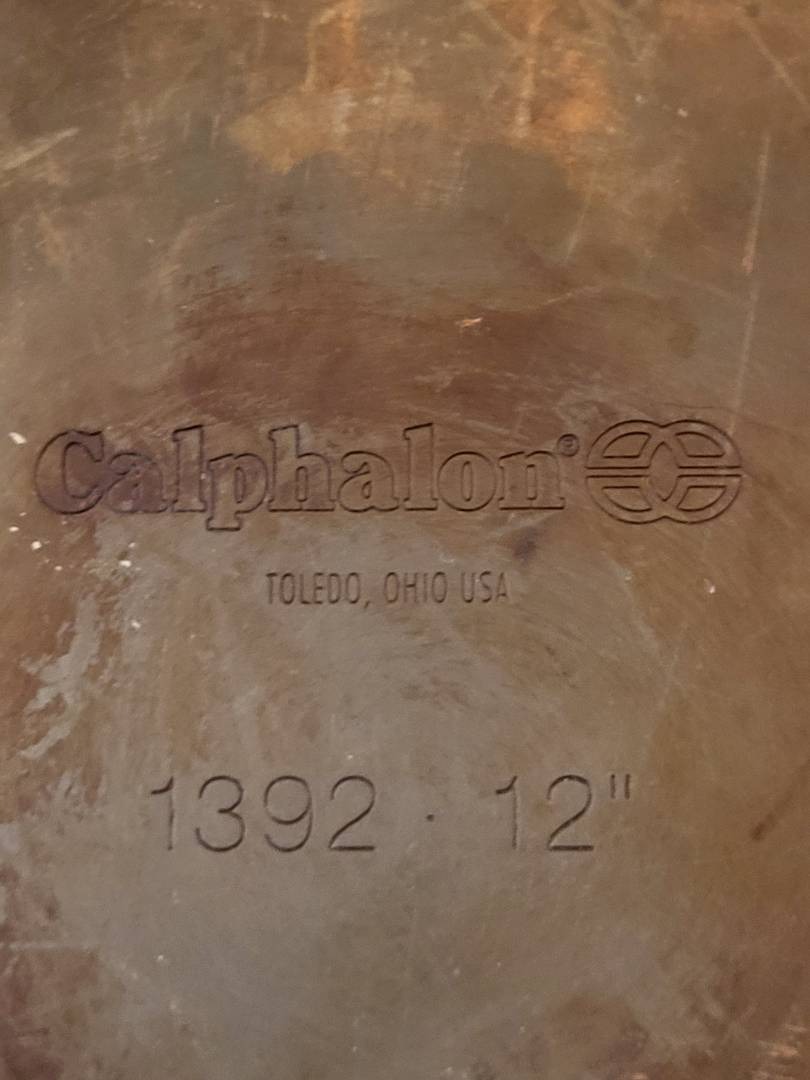 Calphalon®
TOLEDO, OHIO USA
1392 · 12"